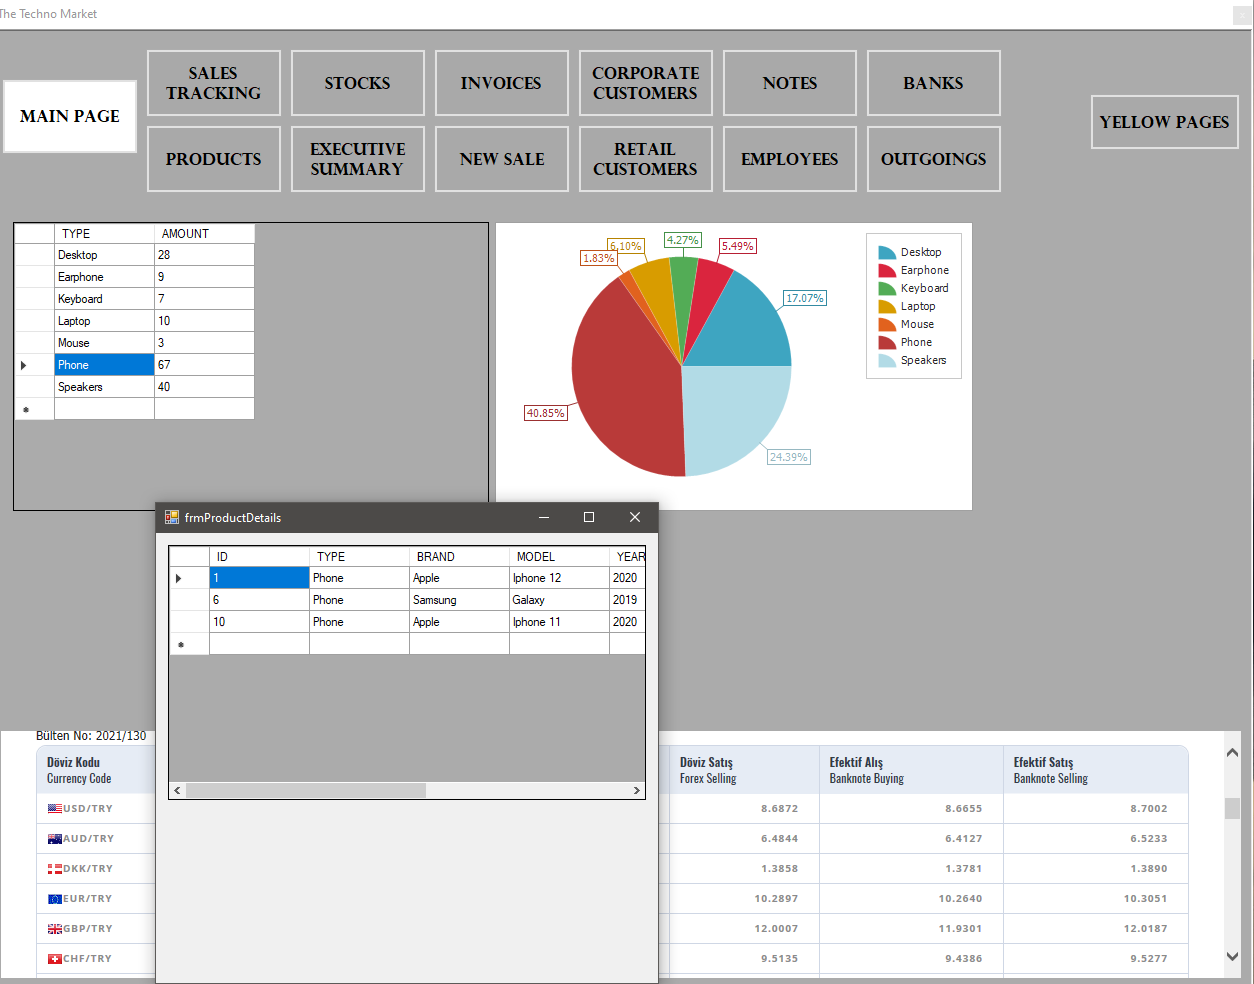 The Techno Market
MAIN PAGE
SALES TRACKING
STOCKS
INVOICES
CORPORATE CUSTOMERS
NOTES
BANKS
YELLOW PAGES
PRODUCTS
EXECUTIVE SUMMARY
NEW SALE
RETAIL CUSTOMERS
EMPLOYEES
OUTGOINGS
TYPE AMOUNT
Desktop 28
Earphone 9
Keyboard 7
Laptop 10
Mouse 3
Phone 67
Speakers 40
6.10%
4.27%
5.49%
1.83%
17.07%
40.85%
24.39%
Desktop
Earphone
Keyboard
Laptop
Mouse
Phone
Speakers
frmProductDetails
ID TYPE BRAND MODEL YEAR
1 Phone Apple Iphone 12 2020
6 Phone Samsung Galaxy 2019
10 Phone Apple Iphone 11 2020
Bülten No: 2021/130
Döviz Kodu Döviz Satış Efektif Alış Efektif Satış
Currency Code Forex Selling Banknote Buying Banknote Selling
USD/TRY 8.6872 8.6655 8.7002
AUD/TRY 6.4844 6.4127 6.5233
DKK/TRY 1.3858 1.3781 1.3890
EUR/TRY 10.2897 10.2640 10.3051
GBP/TRY 12.0007 11.9301 12.0187
CHF/TRY 9.5135 9.4386 9.5277